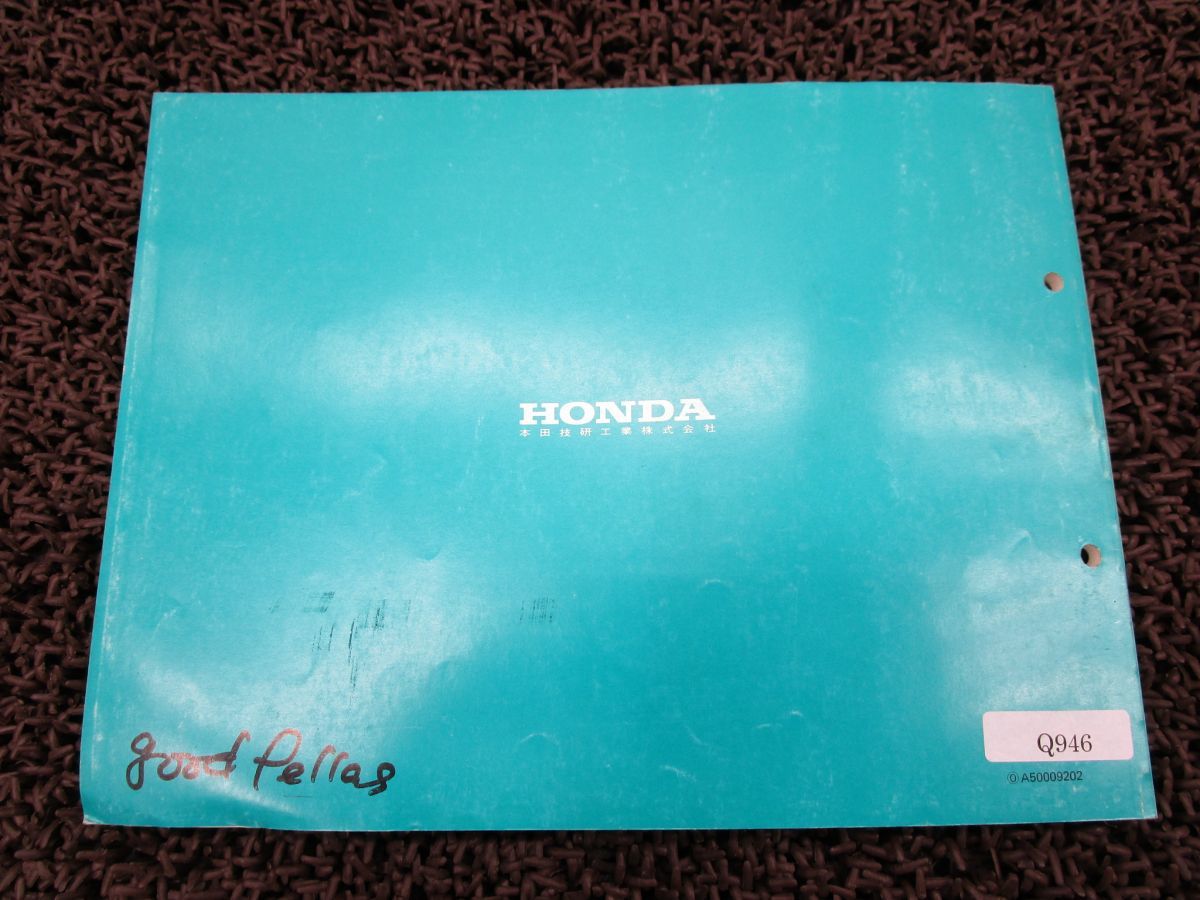 HONDA
本田技研工業株式会社
good fellas
Q946
Ⓞ A50009202